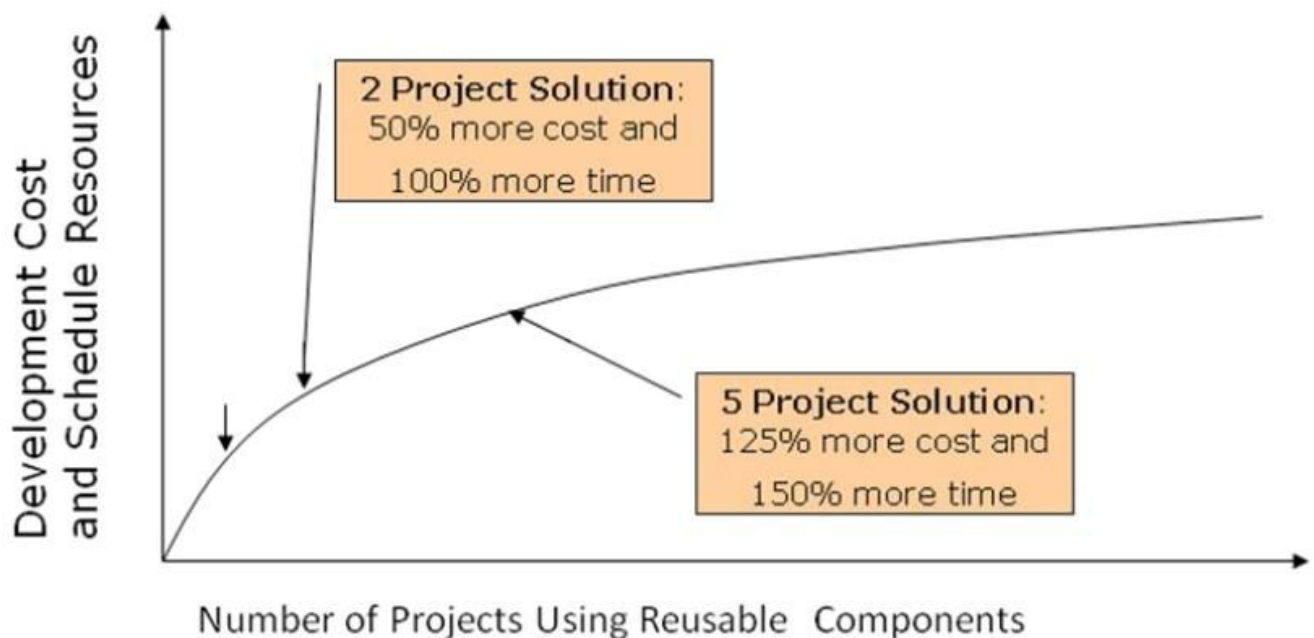 Development Cost
and Schedule Resources
2 Project Solution:
50% more cost and
100% more time
5 Project Solution:
125% more cost and
150% more time
Number of Projects Using Reusable Components